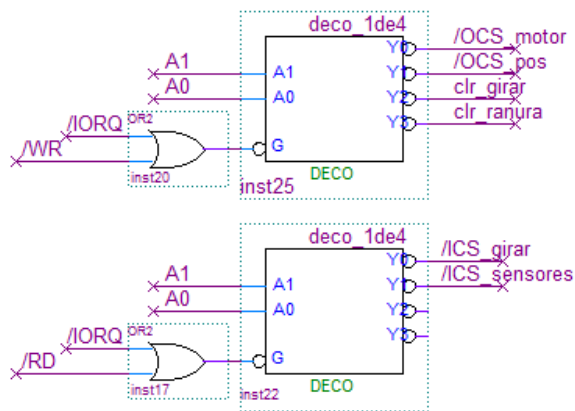 deco_1de4
Y0 /OCS_motor
A1 A1 Y1 /OCS_pos
A0 A0 Y2 clr_girar
/IORQ OR2 Y3 clr_ranura
/WR G
inst20 inst25 DECO
deco_1de4
Y0 /ICS_girar
A1 A1 Y1 /ICS_sensores
A0 A0 Y2
/IORQ OR2 Y3
/RD G
inst17 inst22 DECO